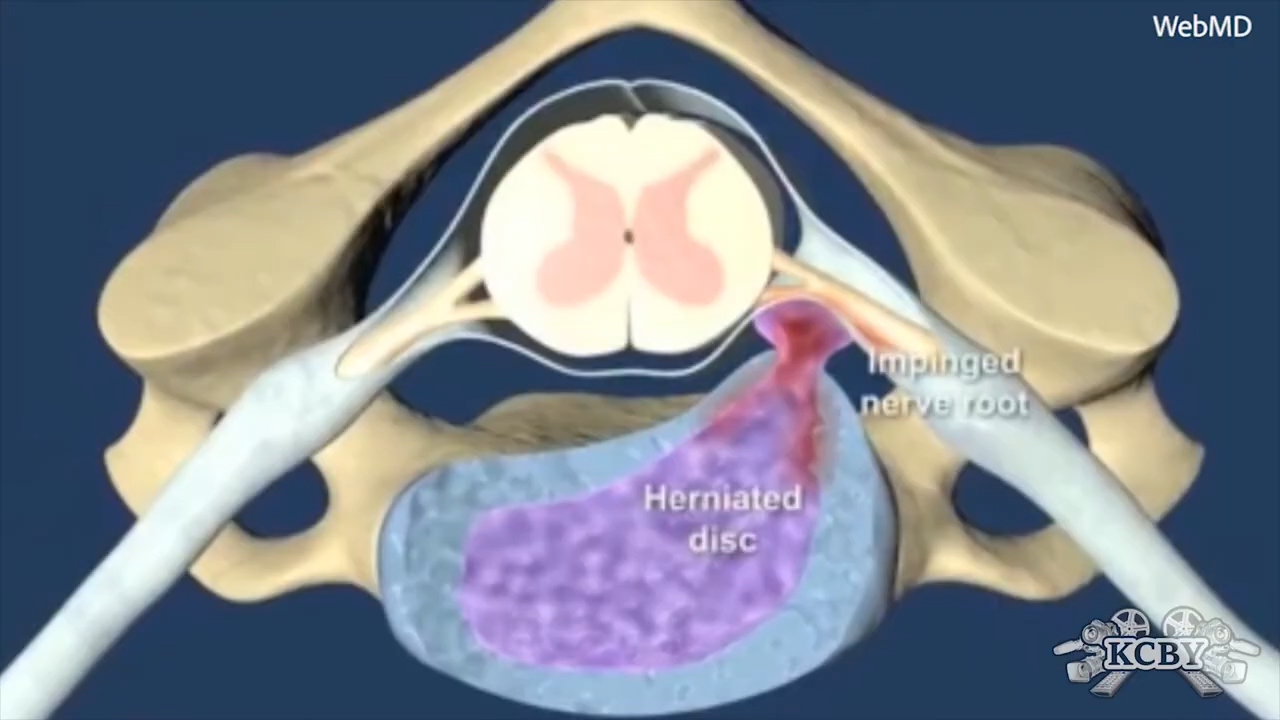 WebMD
Impinged
nerve root
Herniated
disc
KCBY